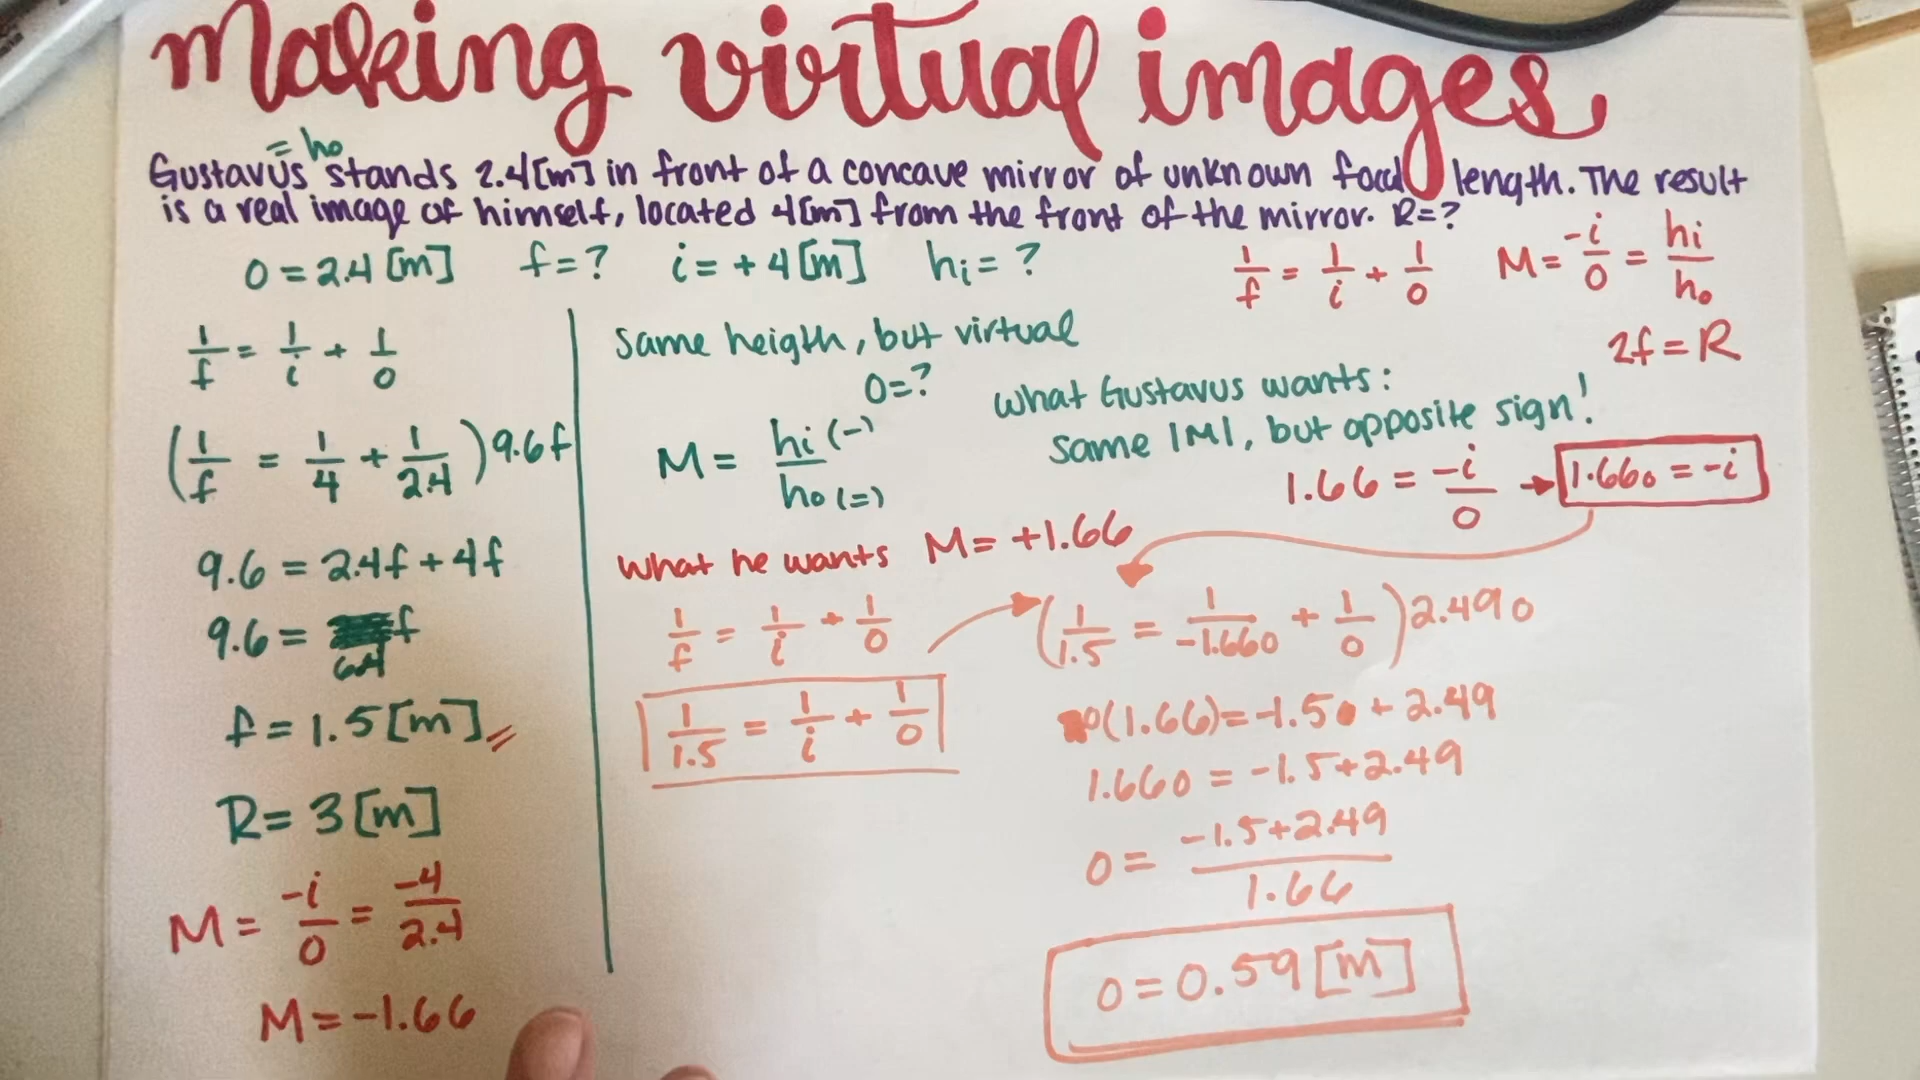 making virtual images
= ho
Gustavus stands 2.4[m] in front of a concave mirror of unknown focal length. The result
is a real image of himself, located 4[m] from the front of the mirror. R=?
o = 2.4 [m] f = ? i = + 4 [m] hi = ?
1/f = 1/i + 1/o M = -i/o = hi/ho
2f = R
1/f = 1/i + 1/o
(1/f = 1/4 + 1/2.4) 9.6f
9.6 = 2.4f + 4f
9.6 = 6.4 f
f = 1.5 [m]
R = 3 [m]
M = -i/o = -4/2.4
M = -1.66
same heigth, but virtual
o = ?
M = hi (-) / ho (=)
what he wants M = +1.66
1/f = 1/i + 1/o
1/1.5 = 1/i + 1/o
what Gustavus wants:
same |M|, but opposite sign!
1.66 = -i/o → 1.66o = -i
(1/1.5 = 1/-1.66o + 1/o) 2.49o
o(1.66) = -1.5 + 2.49
1.66o = -1.5 + 2.49
o = -1.5 + 2.49 / 1.66
o = 0.59 [m]